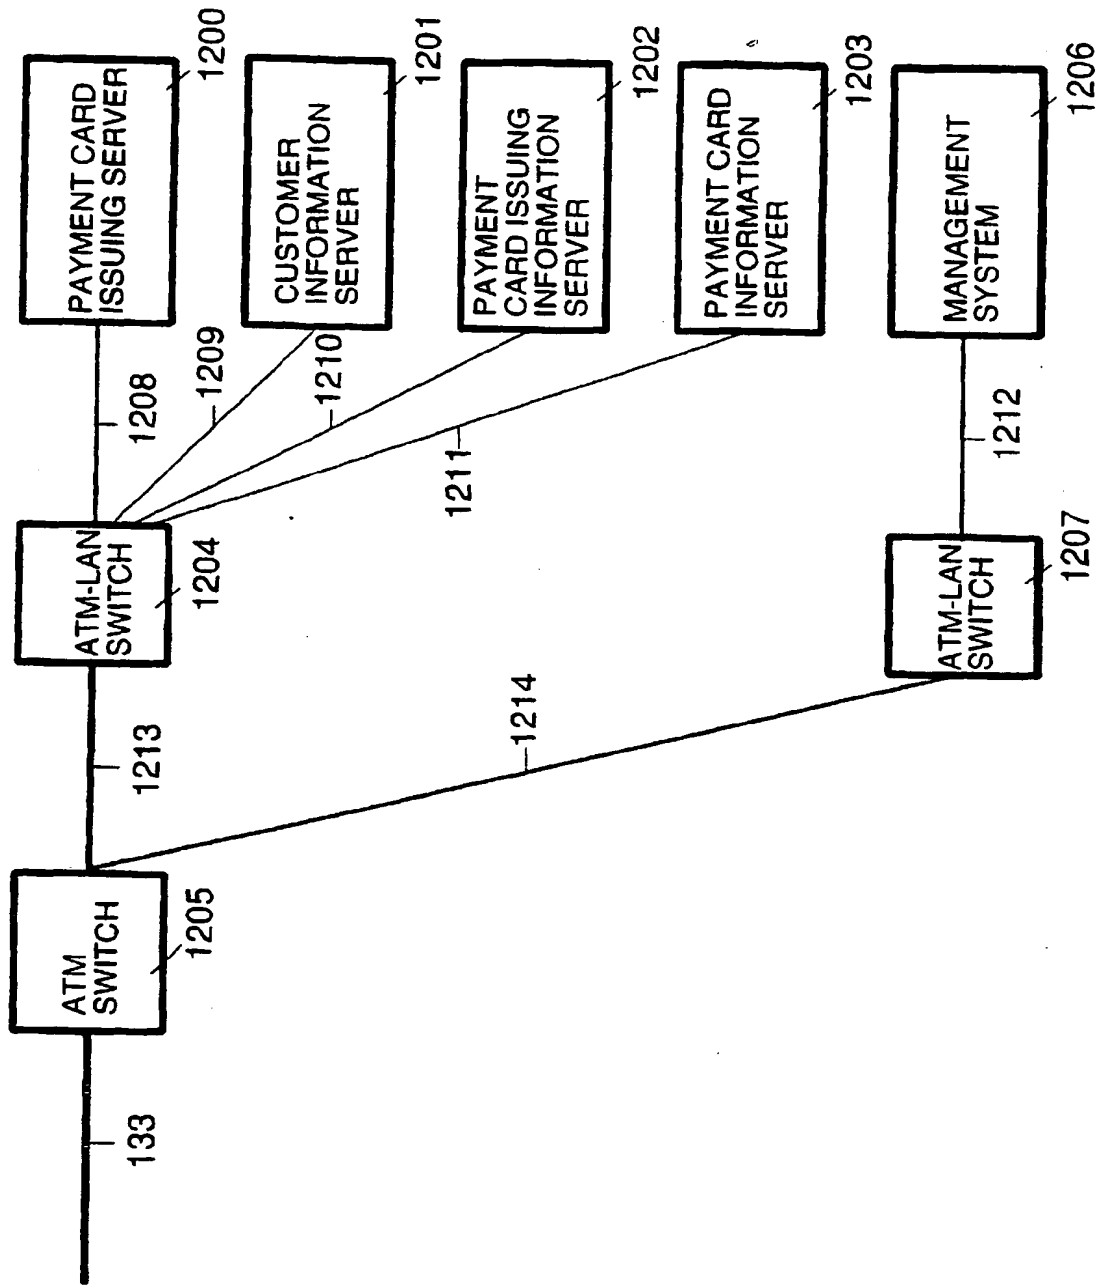 PAYMENT CARD
ISSUING SERVER
1200
CUSTOMER
INFORMATION
SERVER
1201
PAYMENT
CARD ISSUING
INFORMATION
SERVER
1202
PAYMENT CARD
INFORMATION
SERVER
1203
MANAGEMENT
SYSTEM
1206
1208
1209
1210
1211
1212
ATM-LAN
SWITCH
1204
ATM-LAN
SWITCH
1207
1213
1214
ATM
SWITCH
1205
133